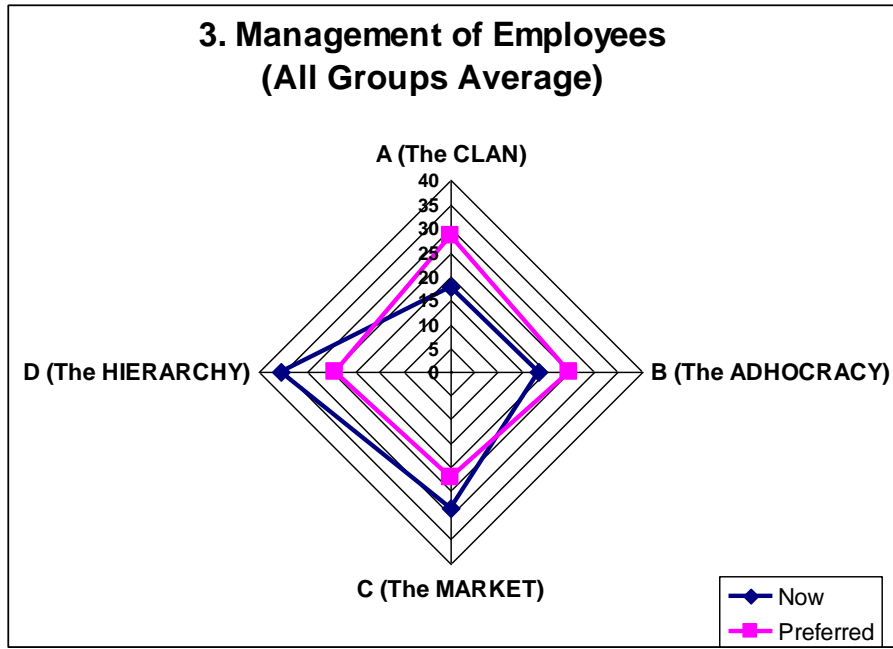 3. Management of Employees
(All Groups Average)
A (The CLAN)
40
35
30
25
20
15
10
5
0
D (The HIERARCHY)
B (The ADHOCRACY)
C (The MARKET)
Now
Preferred